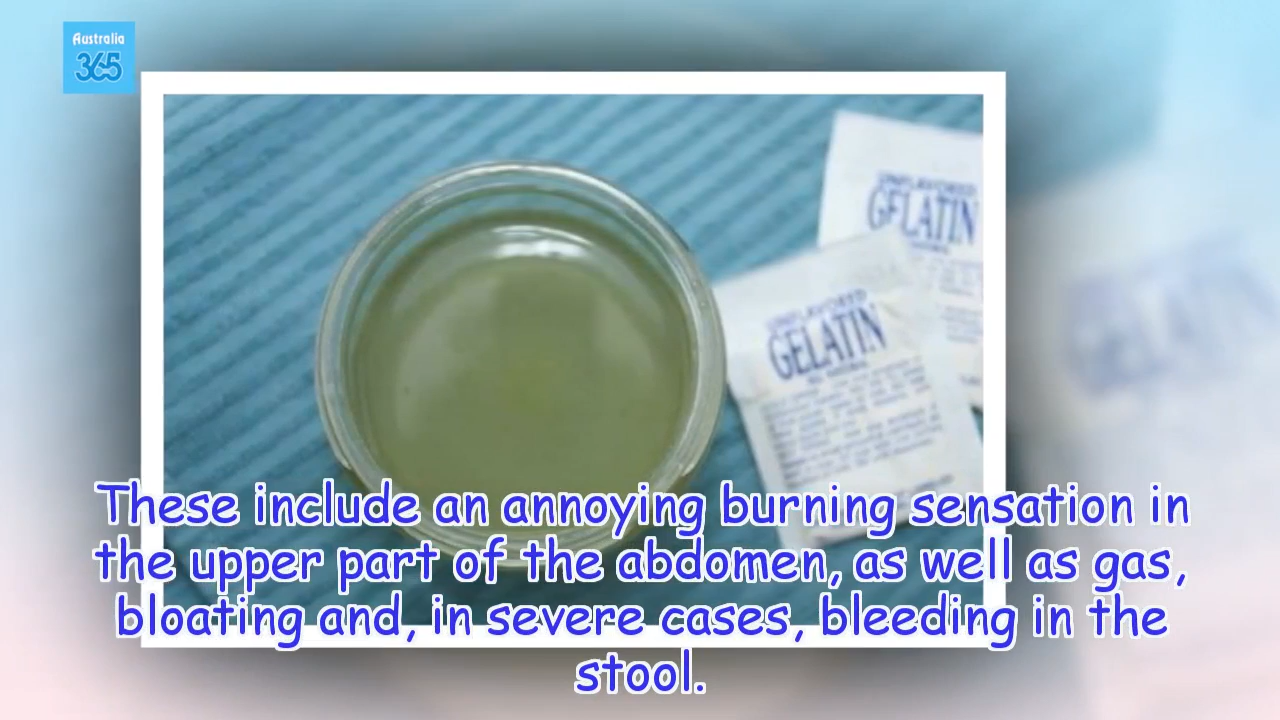 Australia
365
UNFLAVORED
GELATIN
UNFLAVORED
GELATIN
These include an annoying burning sensation in
the upper part of the abdomen, as well as gas,
bloating and, in severe cases, bleeding in the
stool.